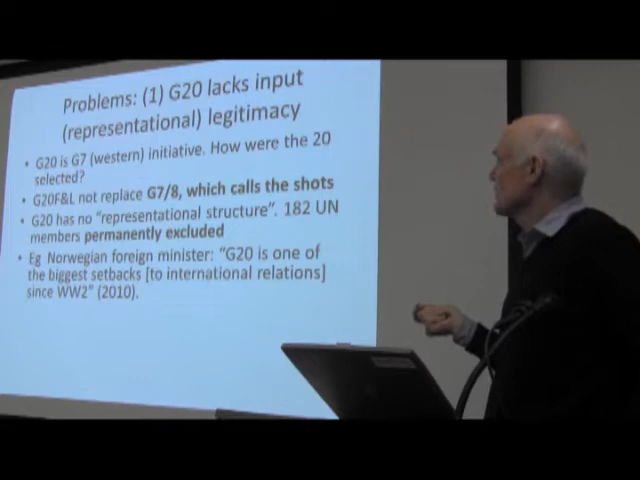 Problems: (1) G20 lacks input
(representational) legitimacy
• G20 is G7 (western) initiative. How were the 20
selected?
• G20F&L not replace G7/8, which calls the shots
• G20 has no "representational structure". 182 UN
members permanently excluded
• Eg Norwegian foreign minister: "G20 is one of
the biggest setbacks [to international relations]
since WW2" (2010).